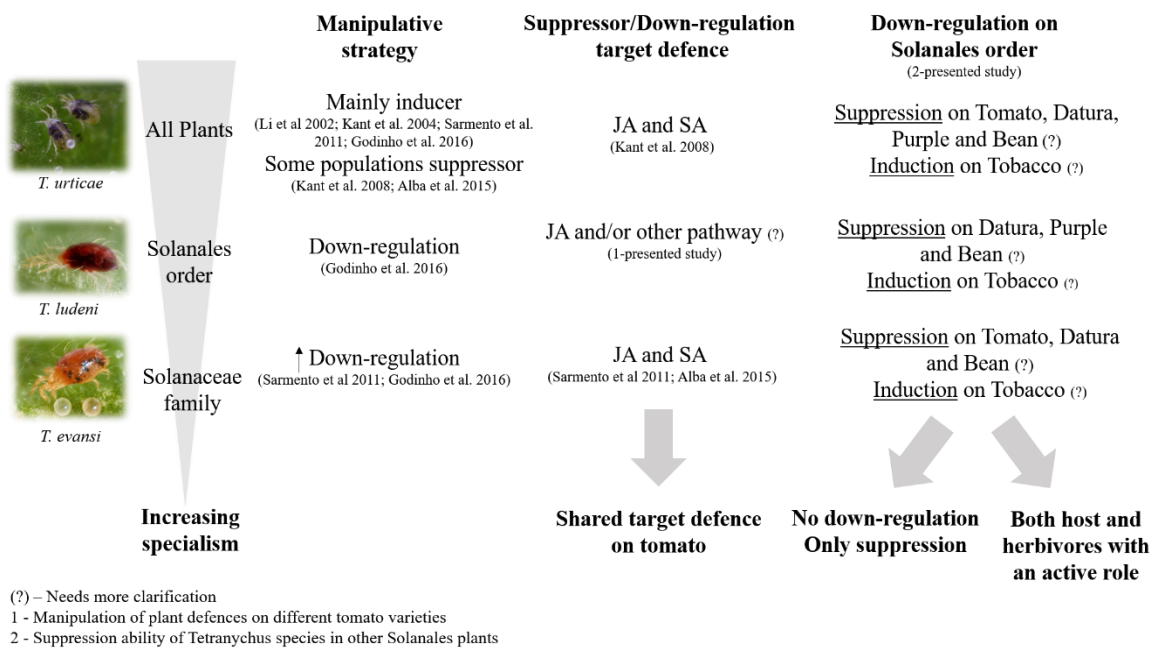 Manipulative
strategy
Suppressor/Down-regulation
target defence
Down-regulation on
Solanales order
(2-presented study)
T. urticae
All Plants
Mainly inducer
(Li et al 2002; Kant et al. 2004; Sarmento et al.
2011; Godinho et al. 2016)
Some populations suppressor
(Kant et al. 2008; Alba et al. 2015)
JA and SA
(Kant et al. 2008)
Suppression on Tomato, Datura,
Purple and Bean (?)
Induction on Tobacco (?)
T. ludeni
Solanales
order
Down-regulation
(Godinho et al. 2016)
JA and/or other pathway (?)
(1-presented study)
Suppression on Datura, Purple
and Bean (?)
Induction on Tobacco (?)
T. evansi
Solanaceae
family
Down-regulation
(Sarmento et al 2011; Godinho et al. 2016)
JA and SA
(Sarmento et al 2011; Alba et al. 2015)
Suppression on Tomato, Datura
and Bean (?)
Induction on Tobacco (?)
Increasing
specialism
Shared target defence
on tomato
No down-regulation
Only suppression
Both host and
herbivores with
an active role
(?) – Needs more clarification
1 - Manipulation of plant defences on different tomato varieties
2 - Suppression ability of Tetranychus species in other Solanales plants